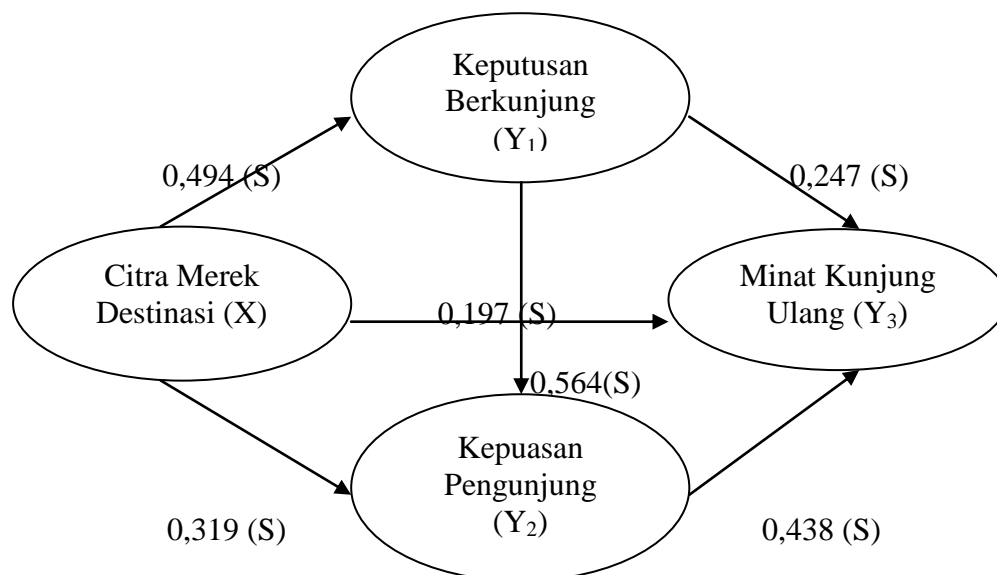 Keputusan
Berkunjung
(Y1)
0,494 (S)
0,247 (S)
Citra Merek
Destinasi (X)
Minat Kunjung
Ulang (Y3)
0,197 (S)
0,564(S)
Kepuasan
Pengunjung
(Y2)
0,319 (S)
0,438 (S)